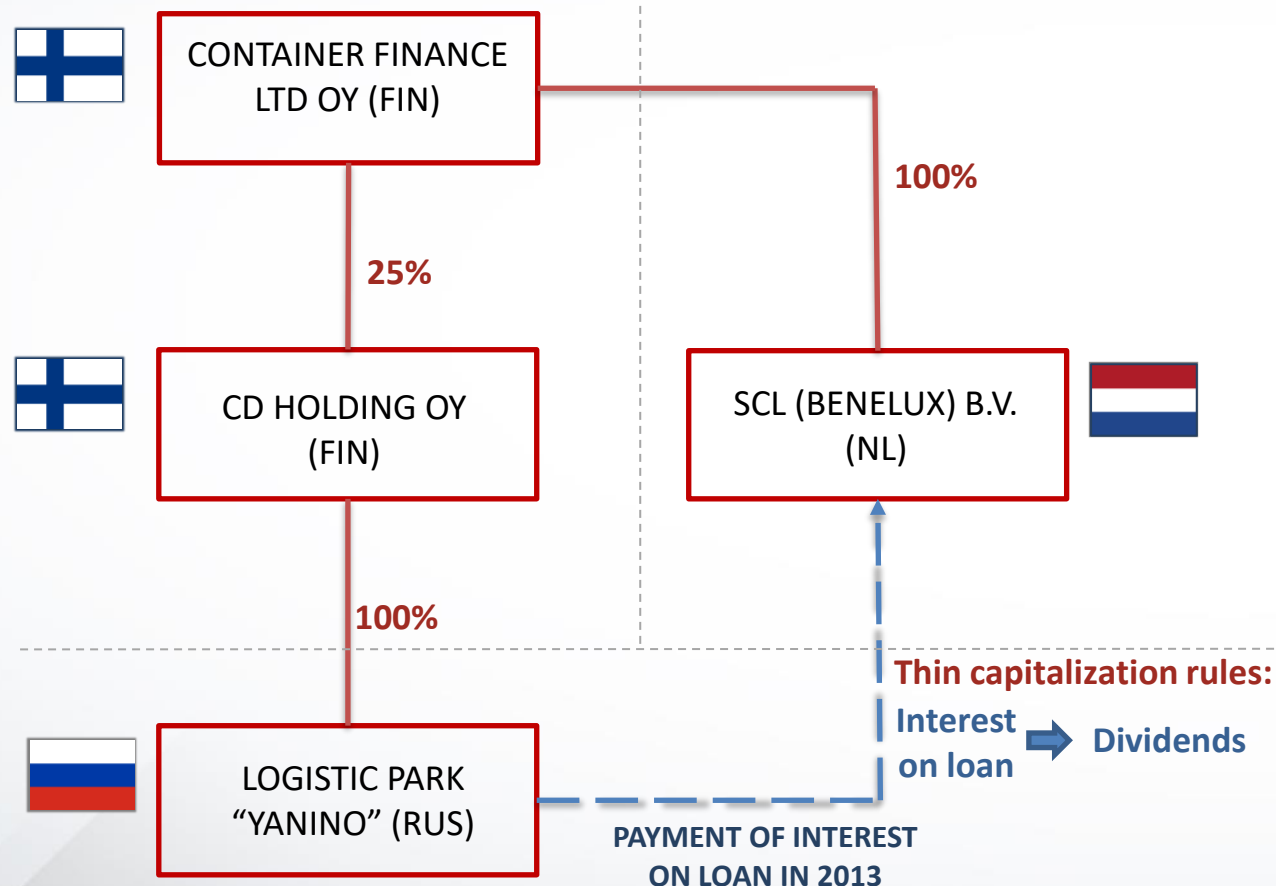 CONTAINER FINANCE
LTD OY (FIN)
100%
25%
CD HOLDING OY
(FIN)
SCL (BENELUX) B.V.
(NL)
100%
Thin capitalization rules:
Interest
on loan
Dividends
LOGISTIC PARK
“YANINO” (RUS)
PAYMENT OF INTEREST
ON LOAN IN 2013